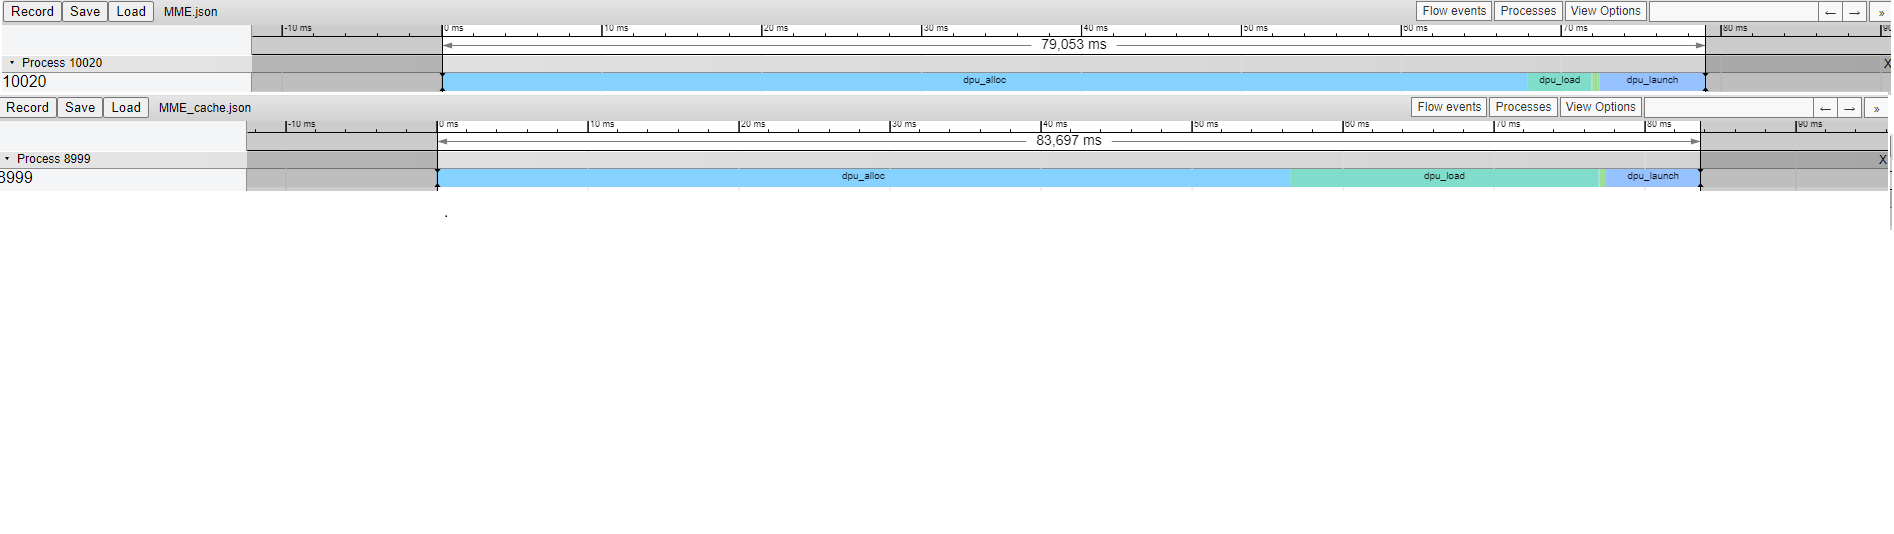 Record Save Load MME.json Flow events Processes View Options ← → »
-10 ms 0 ms 10 ms 20 ms 30 ms 40 ms 50 ms 60 ms 70 ms 80 ms 90
79,053 ms
Process 10020 X
10020 dpu_alloc dpu_load dpu_launch
Record Save Load MME_cache.json Flow events Processes View Options ← → »
-10 ms 0 ms 10 ms 20 ms 30 ms 40 ms 50 ms 60 ms 70 ms 80 ms 90 ms
83,697 ms
Process 8999 X
8999 dpu_alloc dpu_load dpu_launch